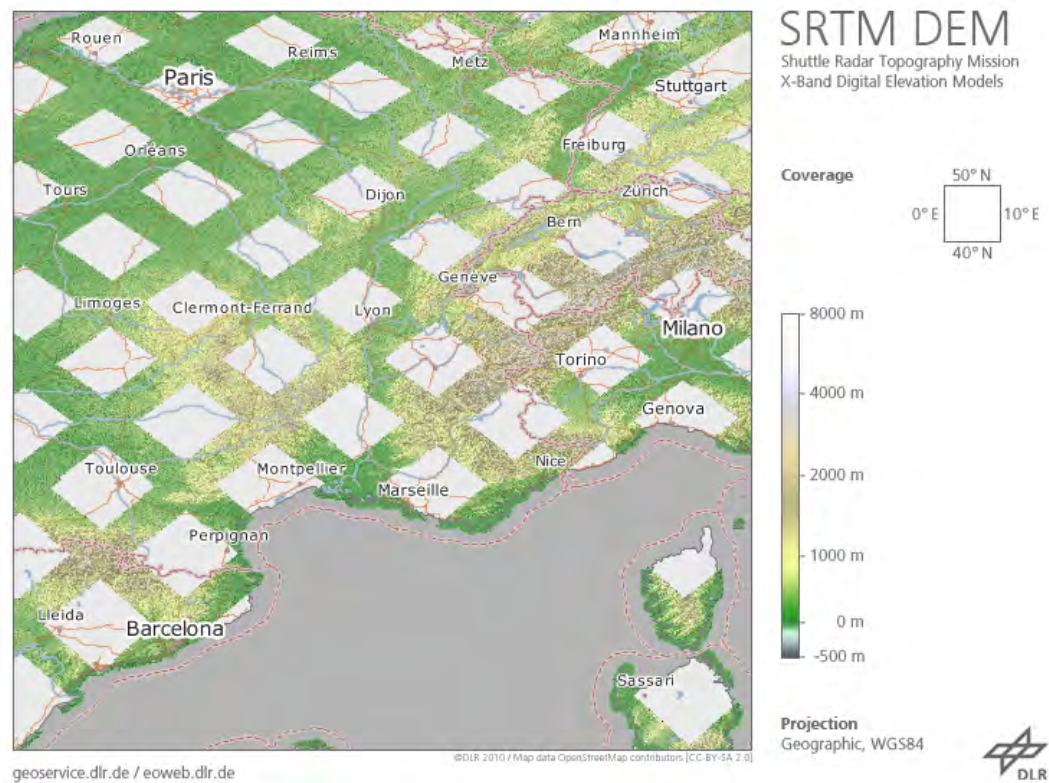 SRTM DEM
Shuttle Radar Topography Mission
X-Band Digital Elevation Models
Rouen
Reims
Metz
Mannheim
Paris
Stuttgart
Orléans
Freiburg
Tours
Dijon
Zürich
Bern
Genève
Limoges
Clermont-Ferrand
Lyon
Milano
Torino
Genova
Toulouse
Montpellier
Nice
Marseille
Perpignan
Lleida
Barcelona
Sassari
Coverage
50° N
0° E
10° E
40° N
8000 m
4000 m
2000 m
1000 m
0 m
-500 m
Projection
Geographic, WGS84
DLR
©DLR 2010 / Map data OpenStreetMap contributors [CC-BY-SA 2.0]
geoservice.dlr.de / eoweb.dlr.de